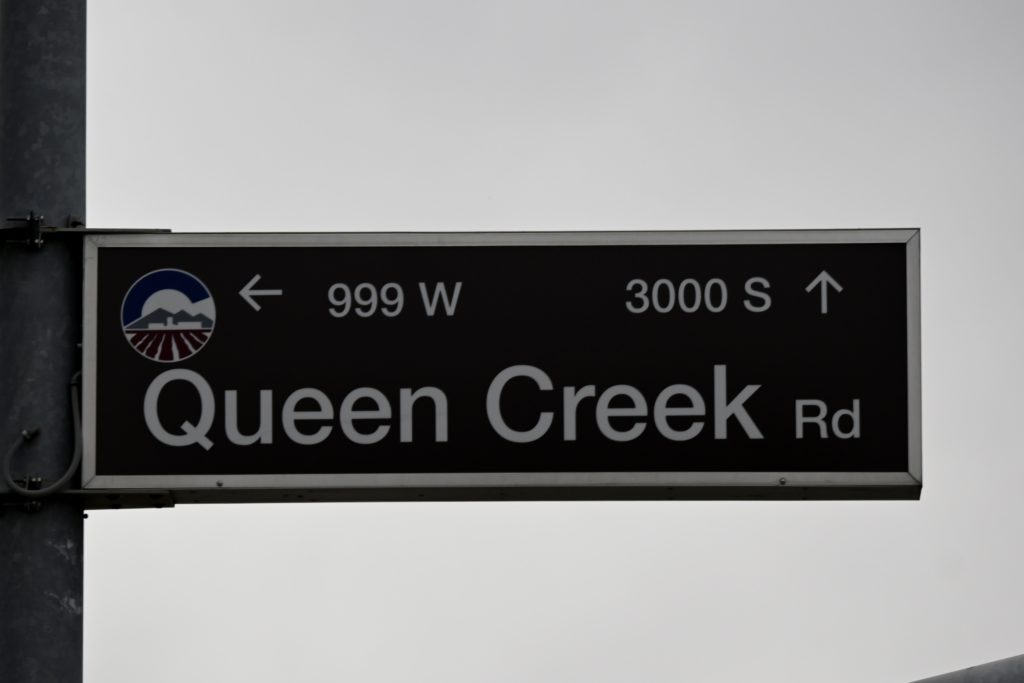 ← 999 W 3000 S ↑
Queen Creek Rd